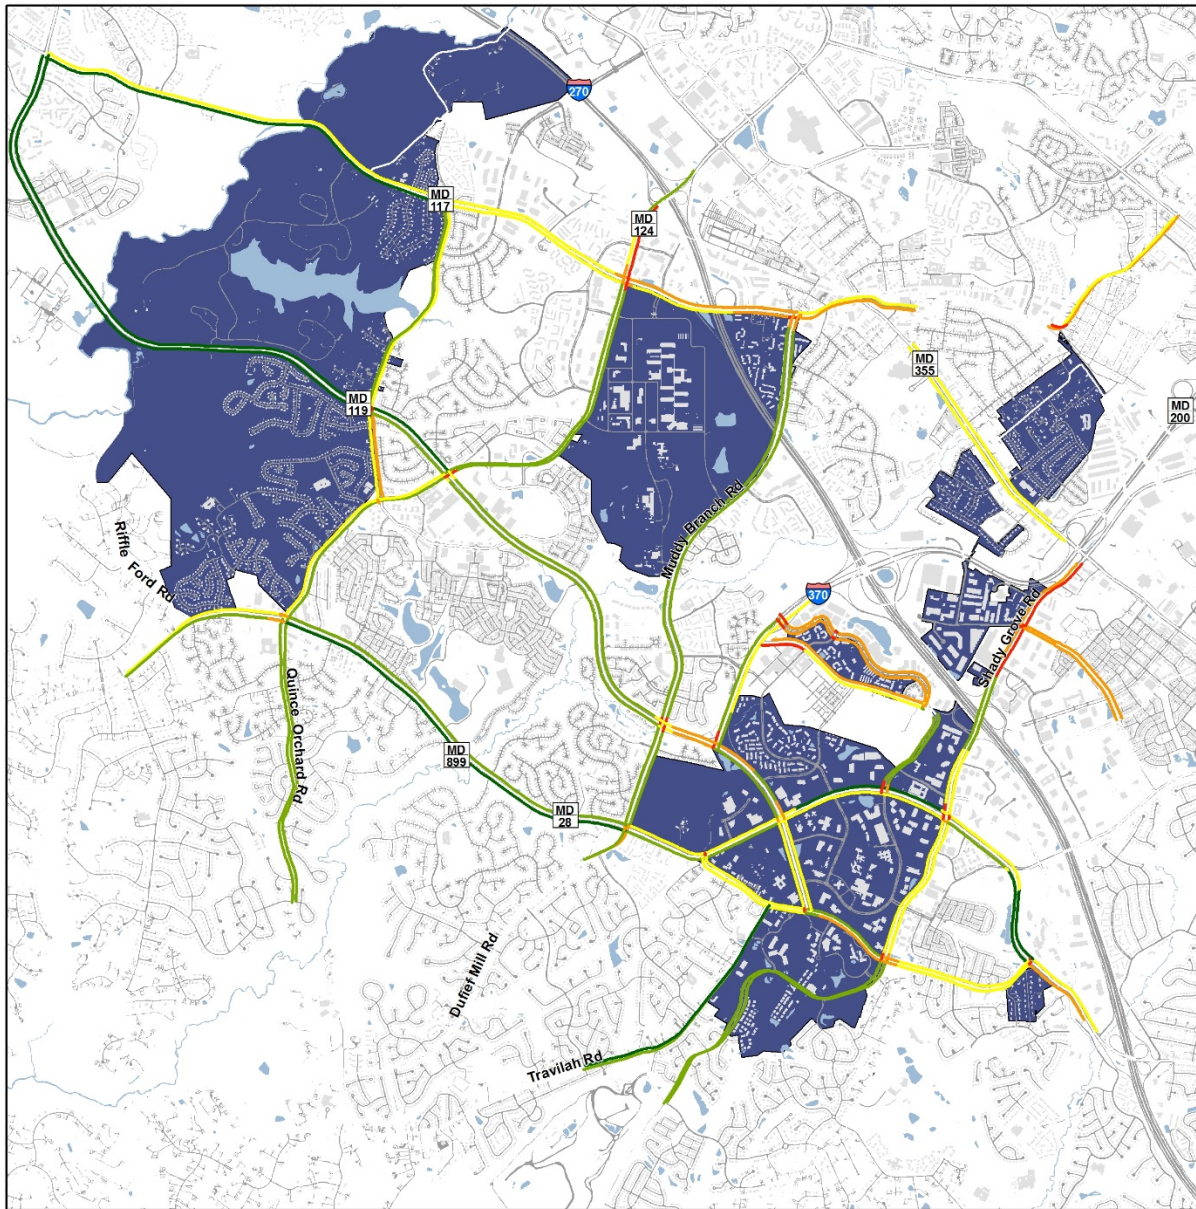 270
MD
117
MD
124
MD
355
MD
119
MD
200
Muddy Branch Rd
Riffle Ford Rd
370
Shady Grove Rd
Quince Orchard Rd
MD
899
MD
28
Dufief Mill Rd
Travilah Rd